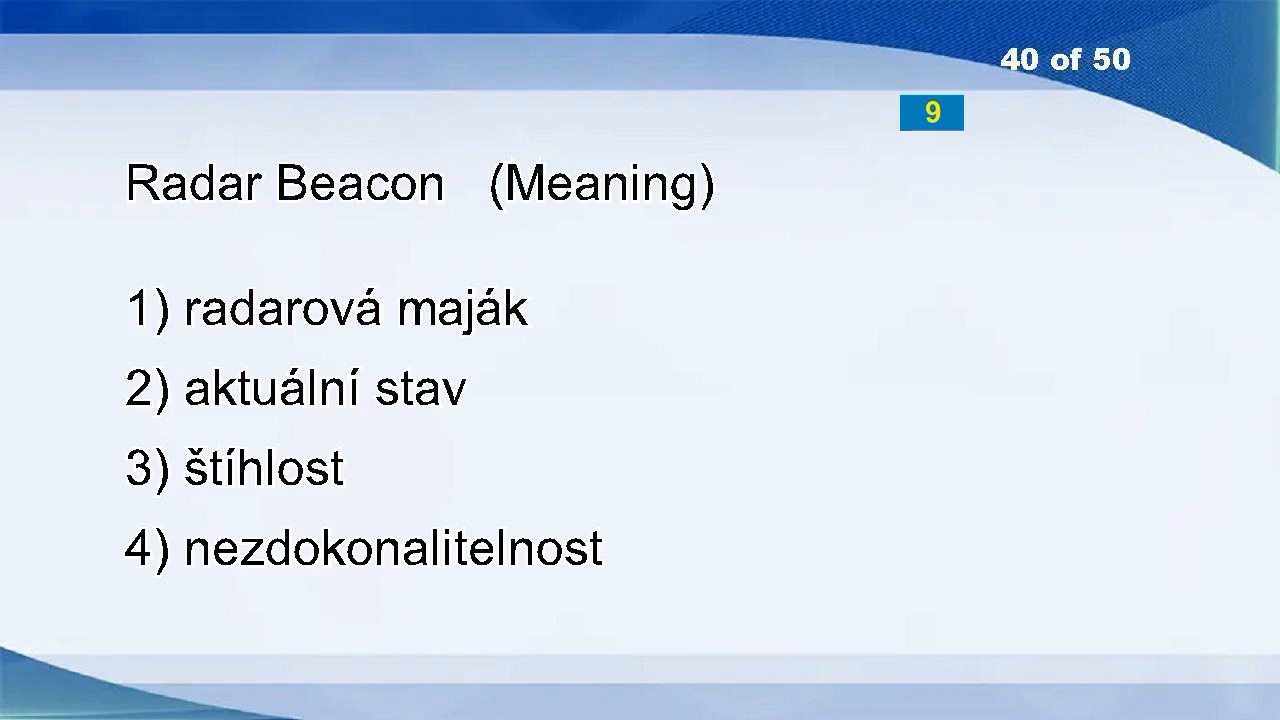 40 of 50
9
Radar Beacon (Meaning)
1) radarová maják
2) aktuální stav
3) štíhlost
4) nezdokonalitelnost